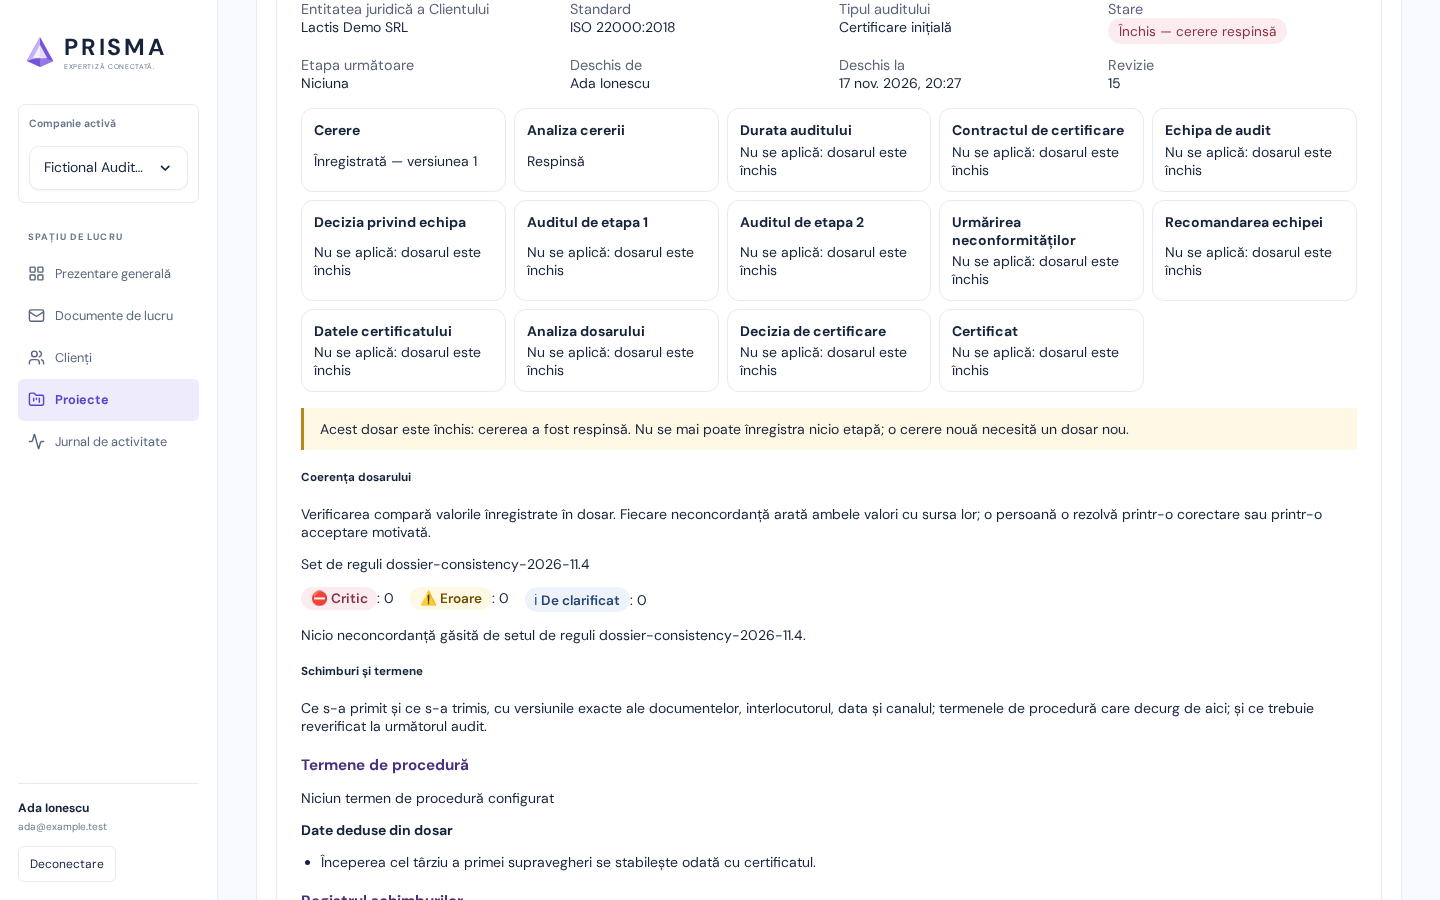 PRISMA
EXPERTIZĂ CONECTATĂ.
Companie activă
Fictional Audit...
SPAȚIU DE LUCRU
Prezentare generală
Documente de lucru
Clienți
Proiecte
Jurnal de activitate
Ada Ionescu
ada@example.test
Deconectare
Entitatea juridică a Clientului
Lactis Demo SRL
Standard
ISO 22000:2018
Tipul auditului
Certificare inițială
Stare
Închis — cerere respinsă
Etapa următoare
Niciuna
Deschis de
Ada Ionescu
Deschis la
17 nov. 2026, 20:27
Revizie
15
Cerere
Înregistrată — versiunea 1
Analiza cererii
Respinsă
Durata auditului
Nu se aplică: dosarul este
închis
Contractul de certificare
Nu se aplică: dosarul este
închis
Echipa de audit
Nu se aplică: dosarul este
închis
Decizia privind echipa
Nu se aplică: dosarul este
închis
Auditul de etapa 1
Nu se aplică: dosarul este
închis
Auditul de etapa 2
Nu se aplică: dosarul este
închis
Urmărirea
neconformităților
Nu se aplică: dosarul este
închis
Recomandarea echipei
Nu se aplică: dosarul este
închis
Datele certificatului
Nu se aplică: dosarul este
închis
Analiza dosarului
Nu se aplică: dosarul este
închis
Decizia de certificare
Nu se aplică: dosarul este
închis
Certificat
Nu se aplică: dosarul este
închis
Acest dosar este închis: cererea a fost respinsă. Nu se mai poate înregistra nicio etapă; o cerere nouă necesită un dosar nou.
Coerența dosarului
Verificarea compară valorile înregistrate în dosar. Fiecare neconcordanță arată ambele valori cu sursa lor; o persoană o rezolvă printr-o corectare sau printr-o
acceptare motivată.
Set de reguli dossier-consistency-2026-11.4
⛔ Critic : 0 ⚠️ Eroare : 0 ℹ De clarificat : 0
Nicio neconcordanță găsită de setul de reguli dossier-consistency-2026-11.4.
Schimburi și termene
Ce s-a primit și ce s-a trimis, cu versiunile exacte ale documentelor, interlocutorul, data și canalul; termenele de procedură care decurg de aici; și ce trebuie
reverificat la următorul audit.
Termene de procedură
Niciun termen de procedură configurat
Date deduse din dosar
• Începerea cel târziu a primei supravegheri se stabilește odată cu certificatul.
Registrul schimburilor